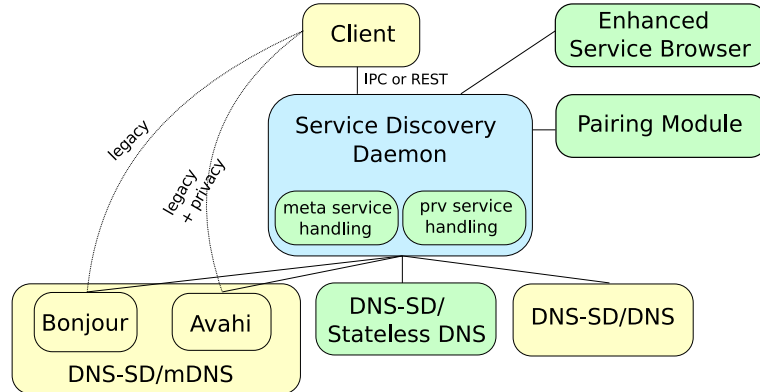 Client
Enhanced
Service Browser
IPC or REST
Service Discovery
Daemon
Pairing Module
legacy
legacy
+ privacy
meta service
handling
prv service
handling
Bonjour
Avahi
DNS-SD/mDNS
DNS-SD/
Stateless DNS
DNS-SD/DNS